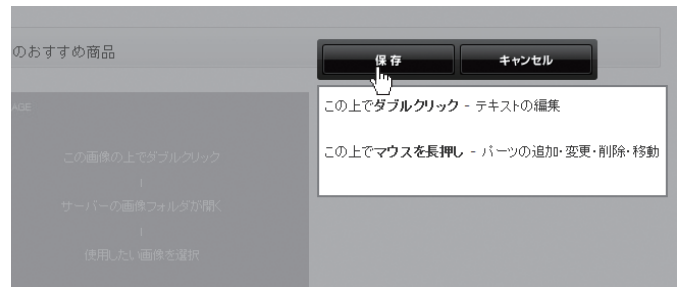 のおすすめ商品
保存
キャンセル
この上でダブルクリック - テキストの編集
この上でマウスを長押し - パーツの追加・変更・削除・移動
AGE
この画像の上でダブルクリック
↓
サーバーの画像フォルダが開く
↓
使用したい画像を選択